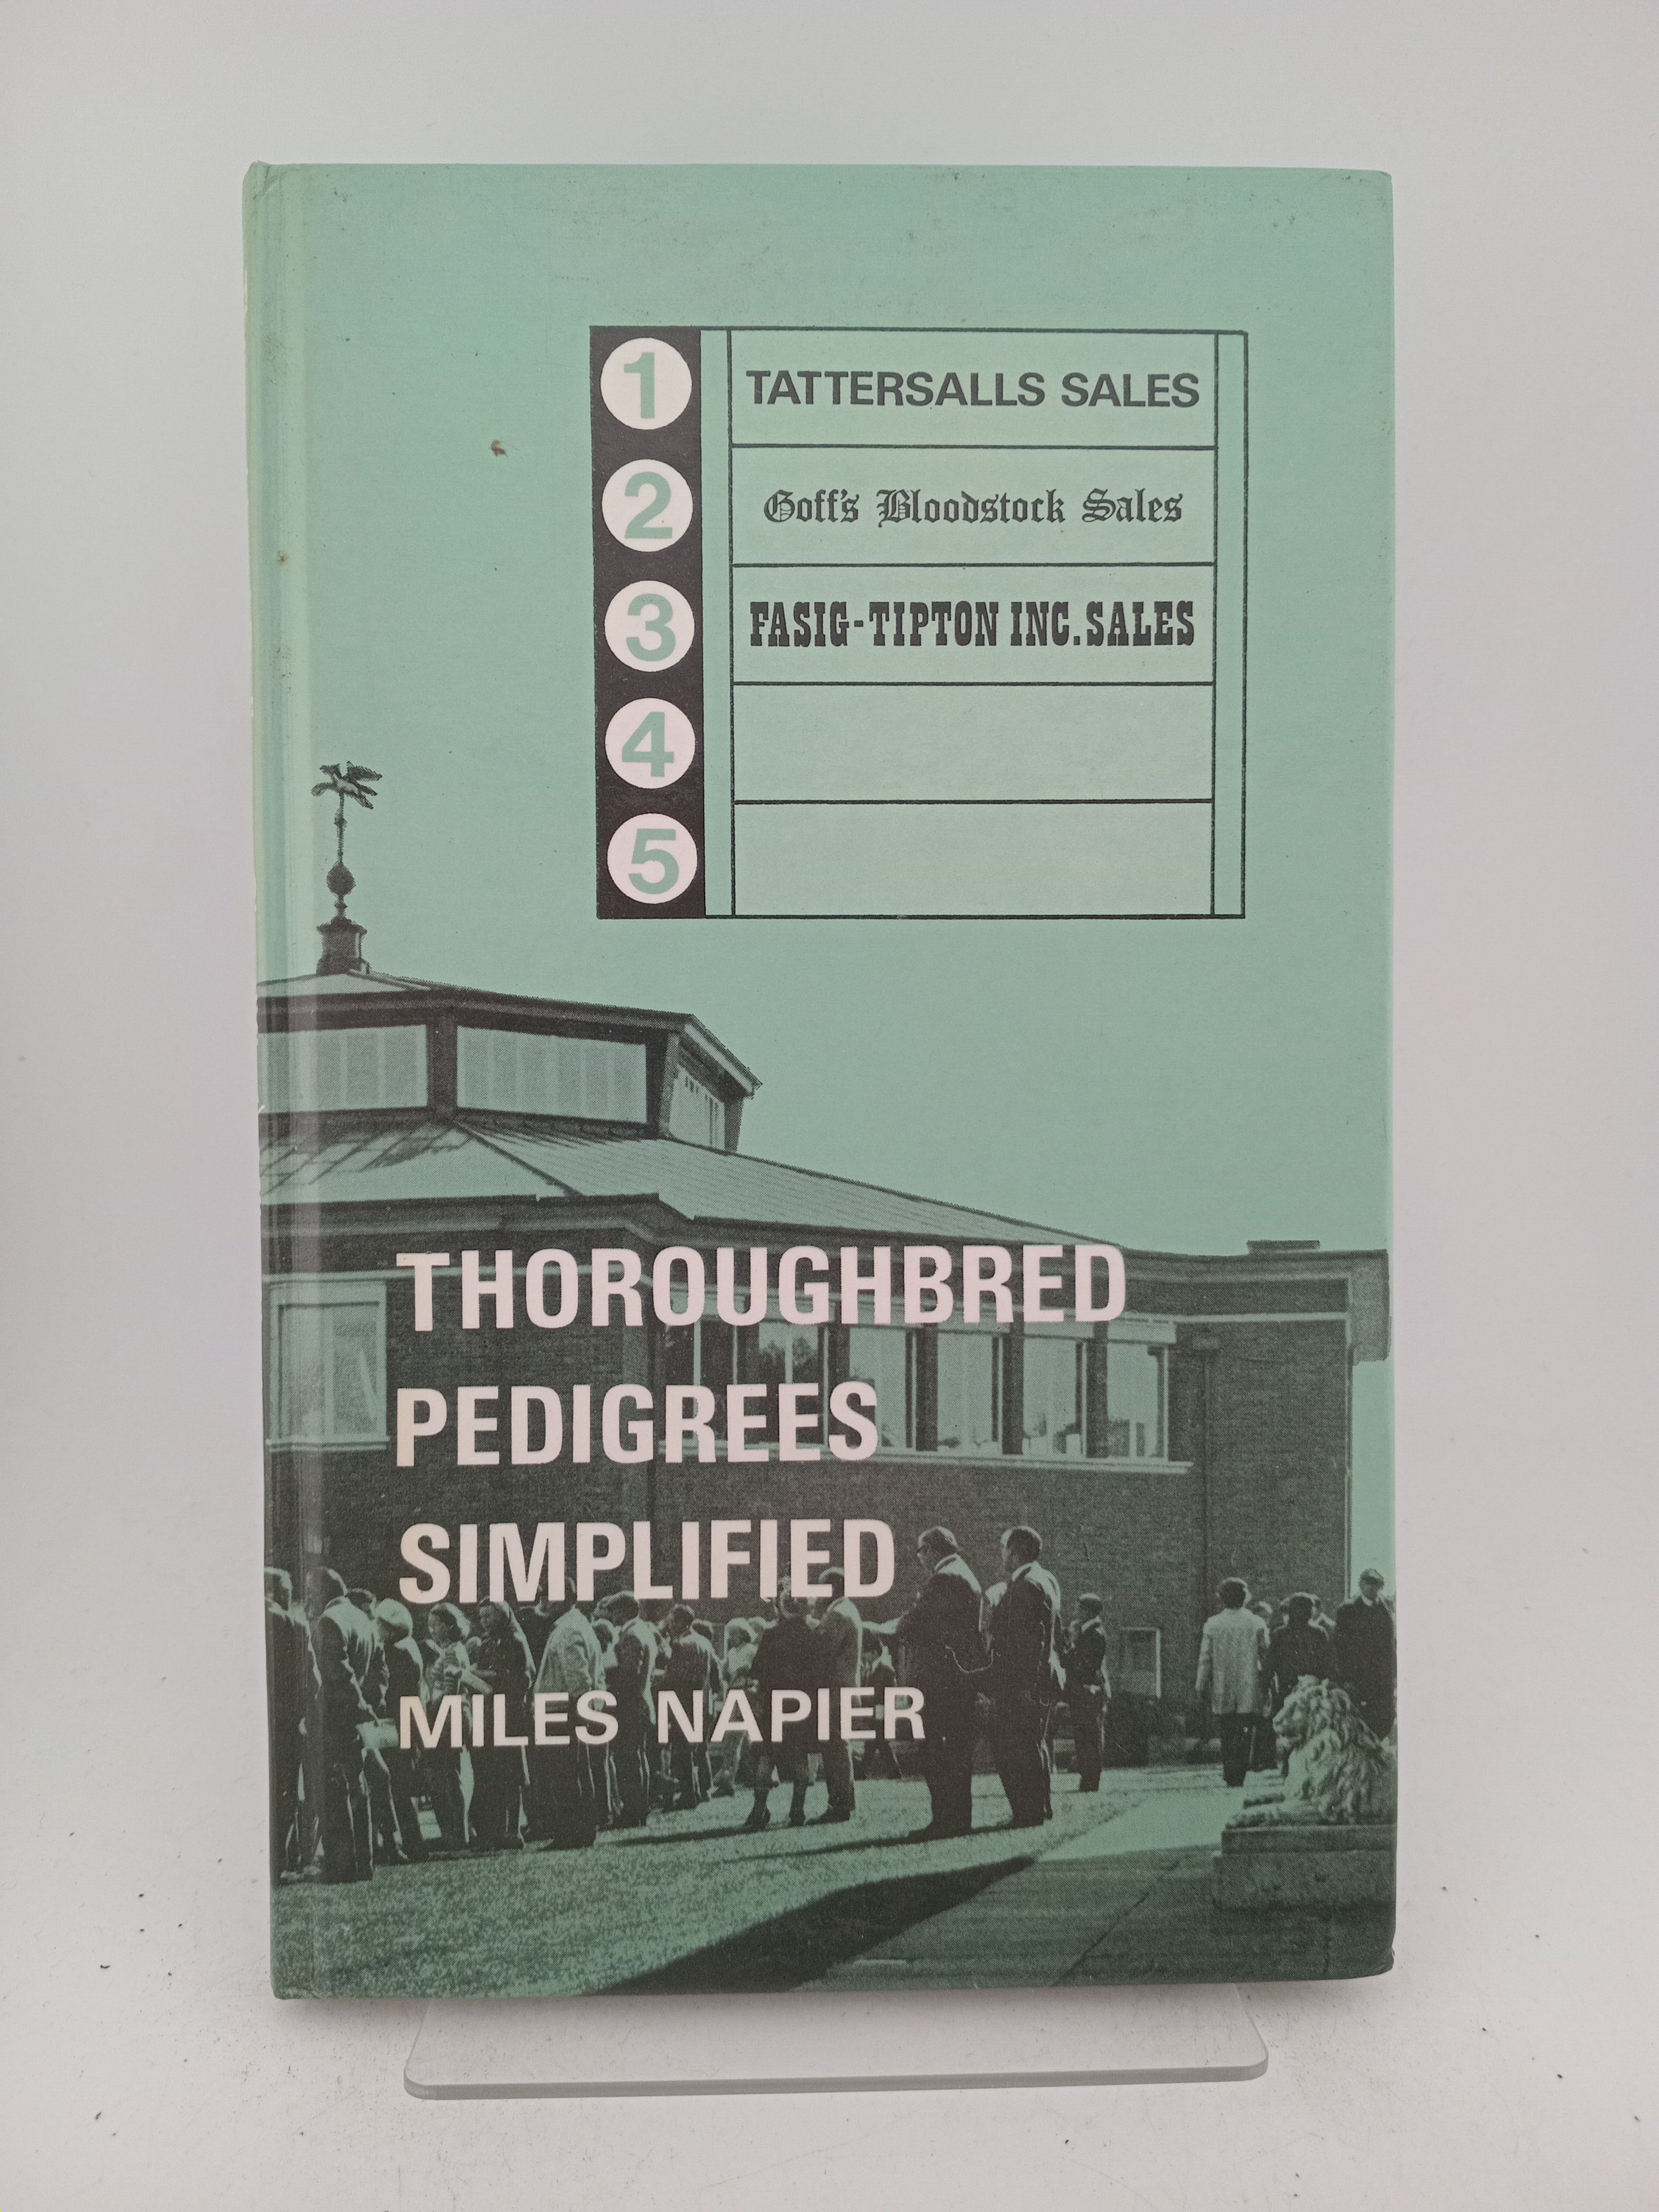 1 TATTERSALLS SALES
2 Goff's Bloodstock Sales
3 FASIG-TIPTON INC. SALES
4
5
THOROUGHBRED
PEDIGREES
SIMPLIFIED
MILES NAPIER